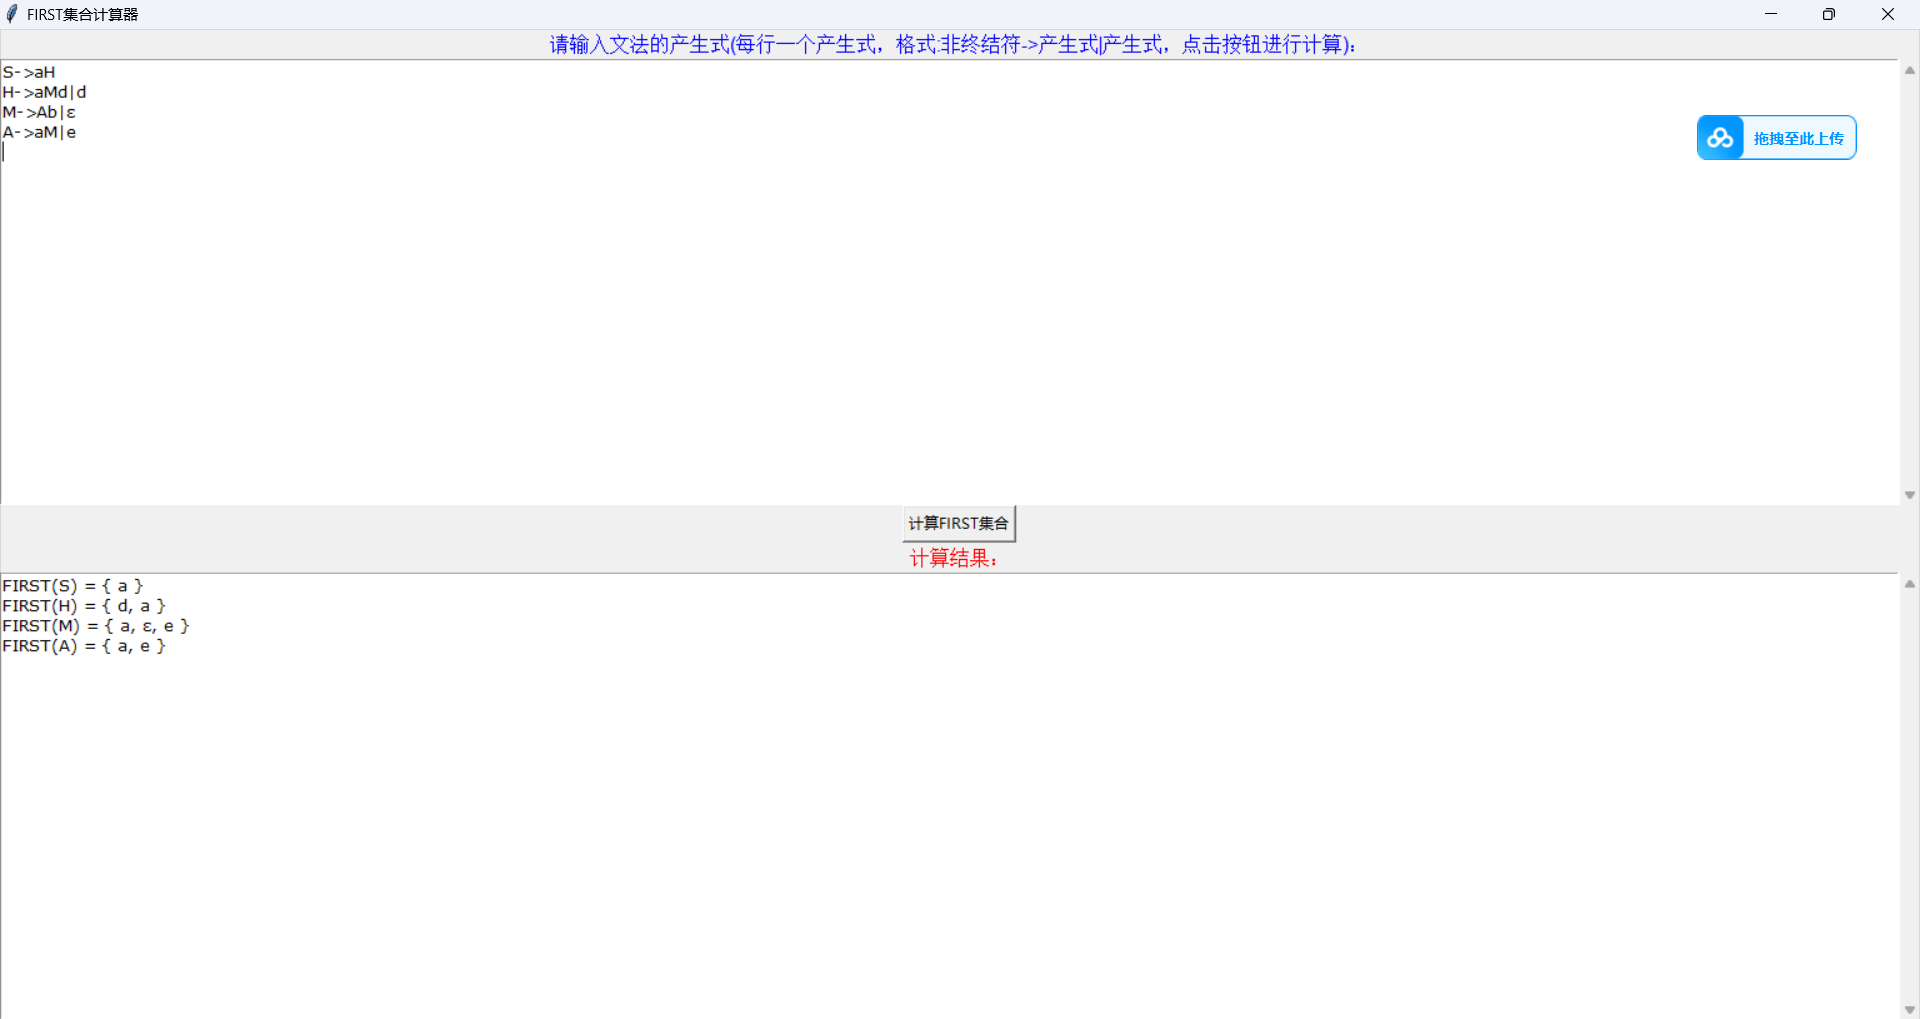 FIRST集合计算器
请输入文法的产生式(每行一个产生式，格式:非终结符->产生式|产生式，点击按钮进行计算)：
S->aH
H->aMd|d
M->Ab|ε
A->aM|e
拖拽至此上传
计算FIRST集合
计算结果：
FIRST(S) = { a }
FIRST(H) = { d, a }
FIRST(M) = { a, ε, e }
FIRST(A) = { a, e }